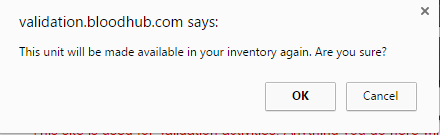 validation.bloodhub.com says:
This unit will be made available in your inventory again. Are you sure?
OK
Cancel